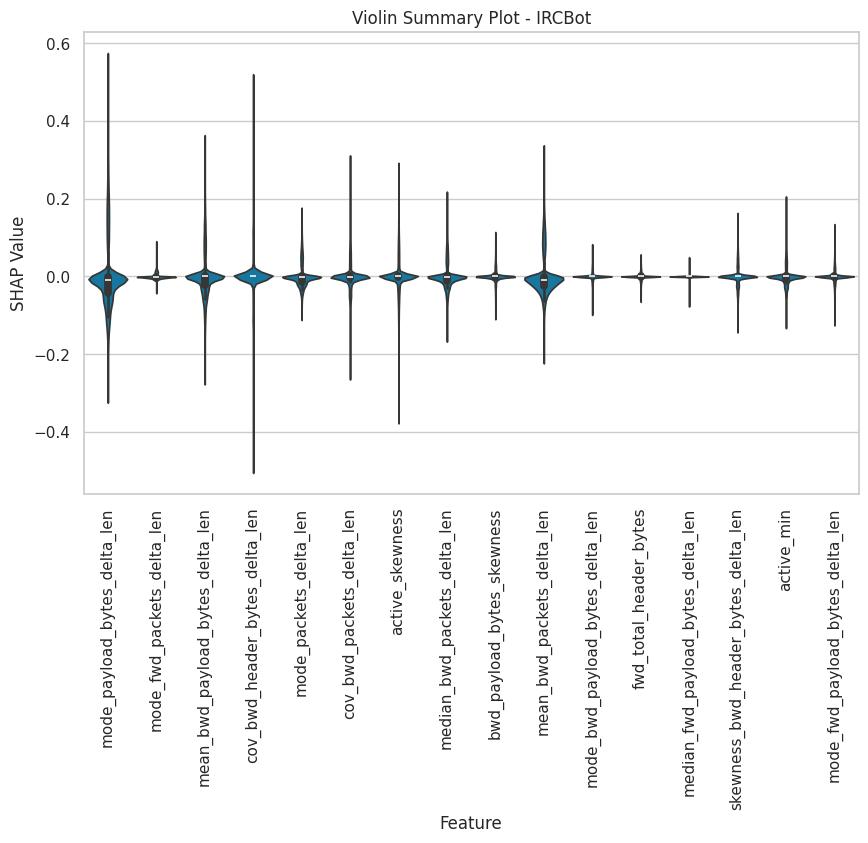 Violin Summary Plot - IRCBot
0.6
0.4
0.2
0.0
−0.2
−0.4
SHAP Value
mode_payload_bytes_delta_len
mode_fwd_packets_delta_len
mean_bwd_payload_bytes_delta_len
cov_bwd_header_bytes_delta_len
mode_packets_delta_len
cov_bwd_packets_delta_len
active_skewness
median_bwd_packets_delta_len
bwd_payload_bytes_skewness
mean_bwd_packets_delta_len
mode_bwd_payload_bytes_delta_len
fwd_total_header_bytes
median_fwd_payload_bytes_delta_len
skewness_bwd_header_bytes_delta_len
active_min
mode_fwd_payload_bytes_delta_len
Feature